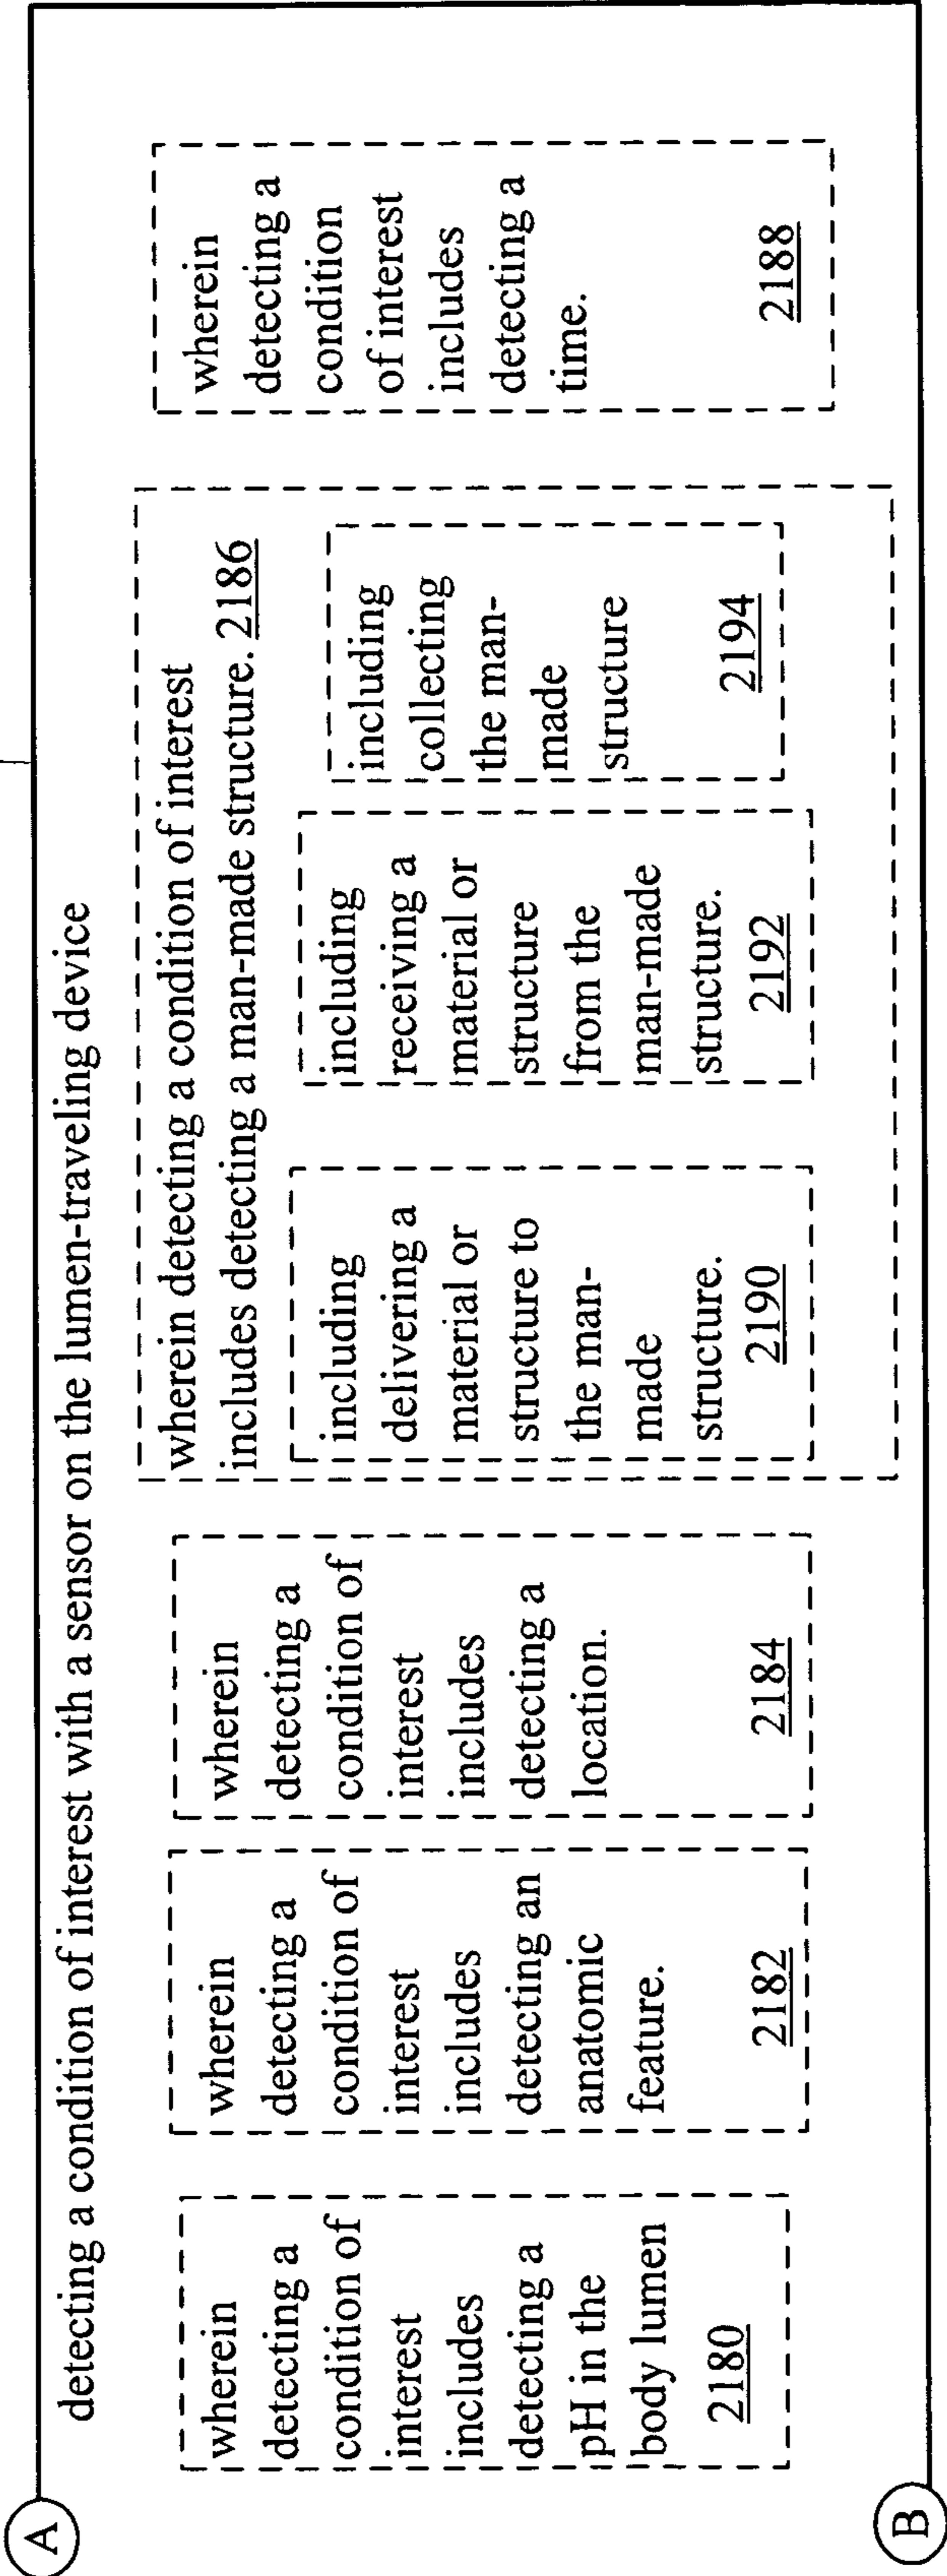 A
detecting a condition of interest with a sensor on the lumen-traveling device
wherein
detecting a
condition of
interest
includes
detecting a
pH in the
body lumen
2180
wherein
detecting a
condition of
interest
includes
detecting an
anatomic
feature.
2182
wherein
detecting a
condition of
interest
includes
detecting a
location.
2184
wherein detecting a condition of interest
includes detecting a man-made structure. 2186
including
delivering a
material or
structure to
the man-
made
structure.
2190
including
receiving a
material or
structure
from the
man-made
structure.
2192
including
collecting
the man-
made
structure
2194
wherein
detecting a
condition
of interest
includes
detecting a
time.
2188
B